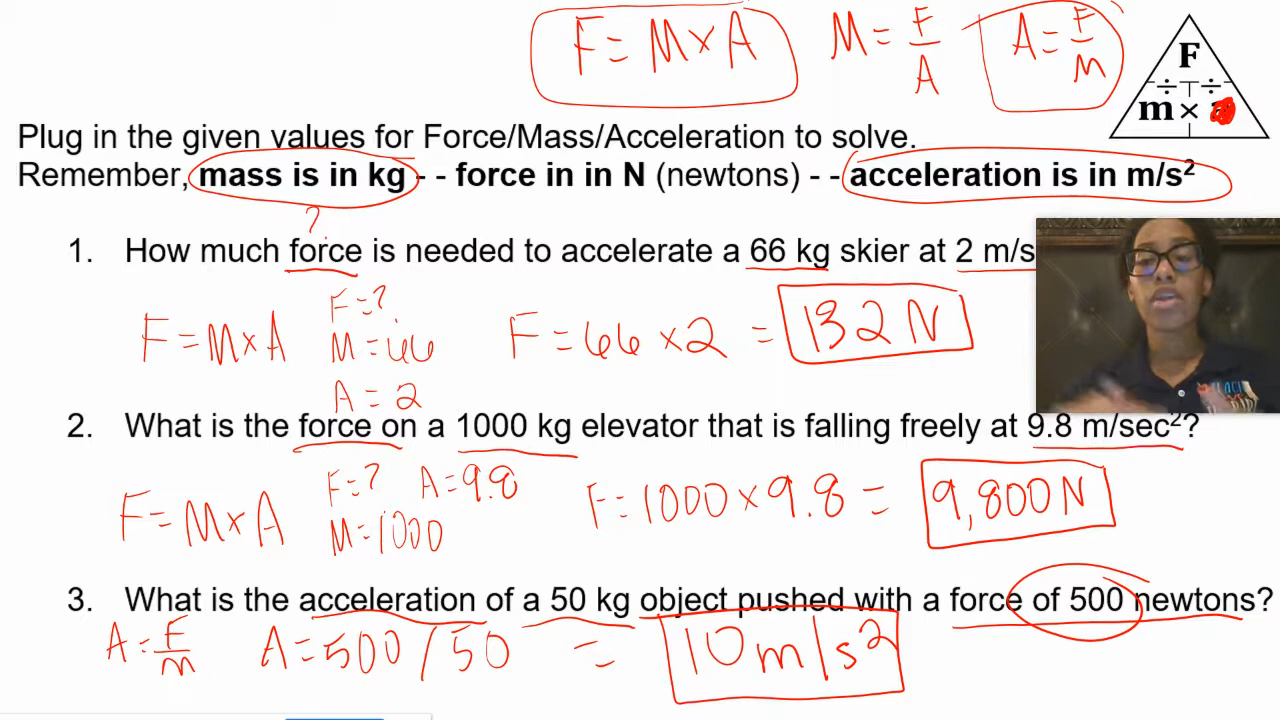 F = M × A M = F/A A = F/M
F
÷ ÷
m ×
Plug in the given values for Force/Mass/Acceleration to solve.
Remember, mass is in kg - - force in in N (newtons) - - acceleration is in m/s²
?
1. How much force is needed to accelerate a 66 kg skier at 2 m/s
F = ?
F = M × A M = 66 F = 66 × 2 = 132 N
A = 2
2. What is the force on a 1000 kg elevator that is falling freely at 9.8 m/sec²?
F = ? A = 9.8
F = M × A M = 1000 F = 1000 × 9.8 = 9,800 N
3. What is the acceleration of a 50 kg object pushed with a force of 500 newtons?
A = F/m A = 500 / 50 = 10 m/s²